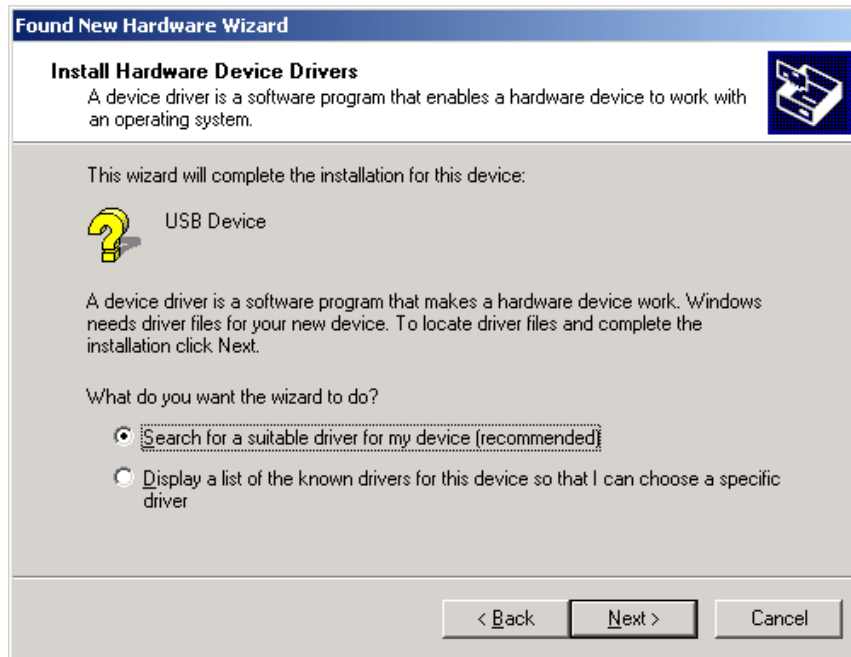 Found New Hardware Wizard
Install Hardware Device Drivers
A device driver is a software program that enables a hardware device to work with
an operating system.
This wizard will complete the installation for this device:
USB Device
A device driver is a software program that makes a hardware device work. Windows
needs driver files for your new device. To locate driver files and complete the
installation click Next.
What do you want the wizard to do?
Search for a suitable driver for my device (recommended)
Display a list of the known drivers for this device so that I can choose a specific
driver
< Back Next > Cancel